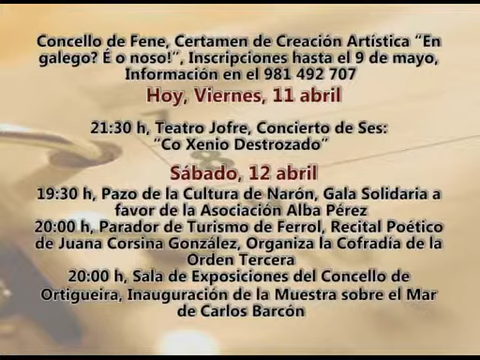 Concello de Fene, Certamen de Creación Artística “En
galego? É o noso!”, Inscripciones hasta el 9 de mayo,
Información en el 981 492 707
Hoy, Viernes, 11 abril
21:30 h, Teatro Jofre, Concierto de Ses:
“Co Xenio Destrozado”
Sábado, 12 abril
19:30 h, Pazo de la Cultura de Narón, Gala Solidaria a
favor de la Asociación Alba Pérez
20:00 h, Parador de Turismo de Ferrol, Recital Poético
de Juana Corsina González, Organiza la Cofradía de la
Orden Tercera
20:00 h, Sala de Exposiciones del Concello de
Ortigueira, Inauguración de la Muestra sobre el Mar
de Carlos Barcón